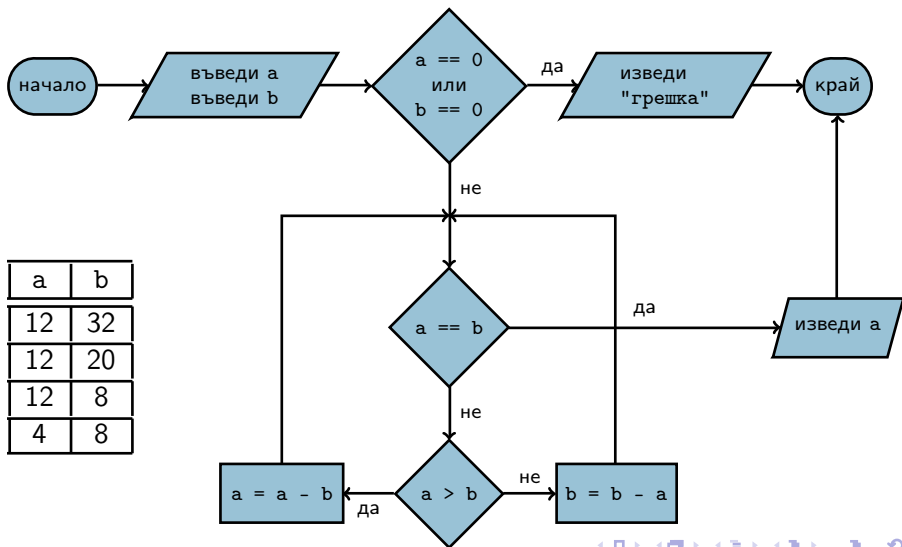 начало
въведи a
въведи b
a == 0
или
b == 0
да
изведи
"грешка"
край
не
a == b
да
изведи a
не
a > b
да
a = a - b
не
b = b - a
a b
12 32
12 20
12 8
4 8